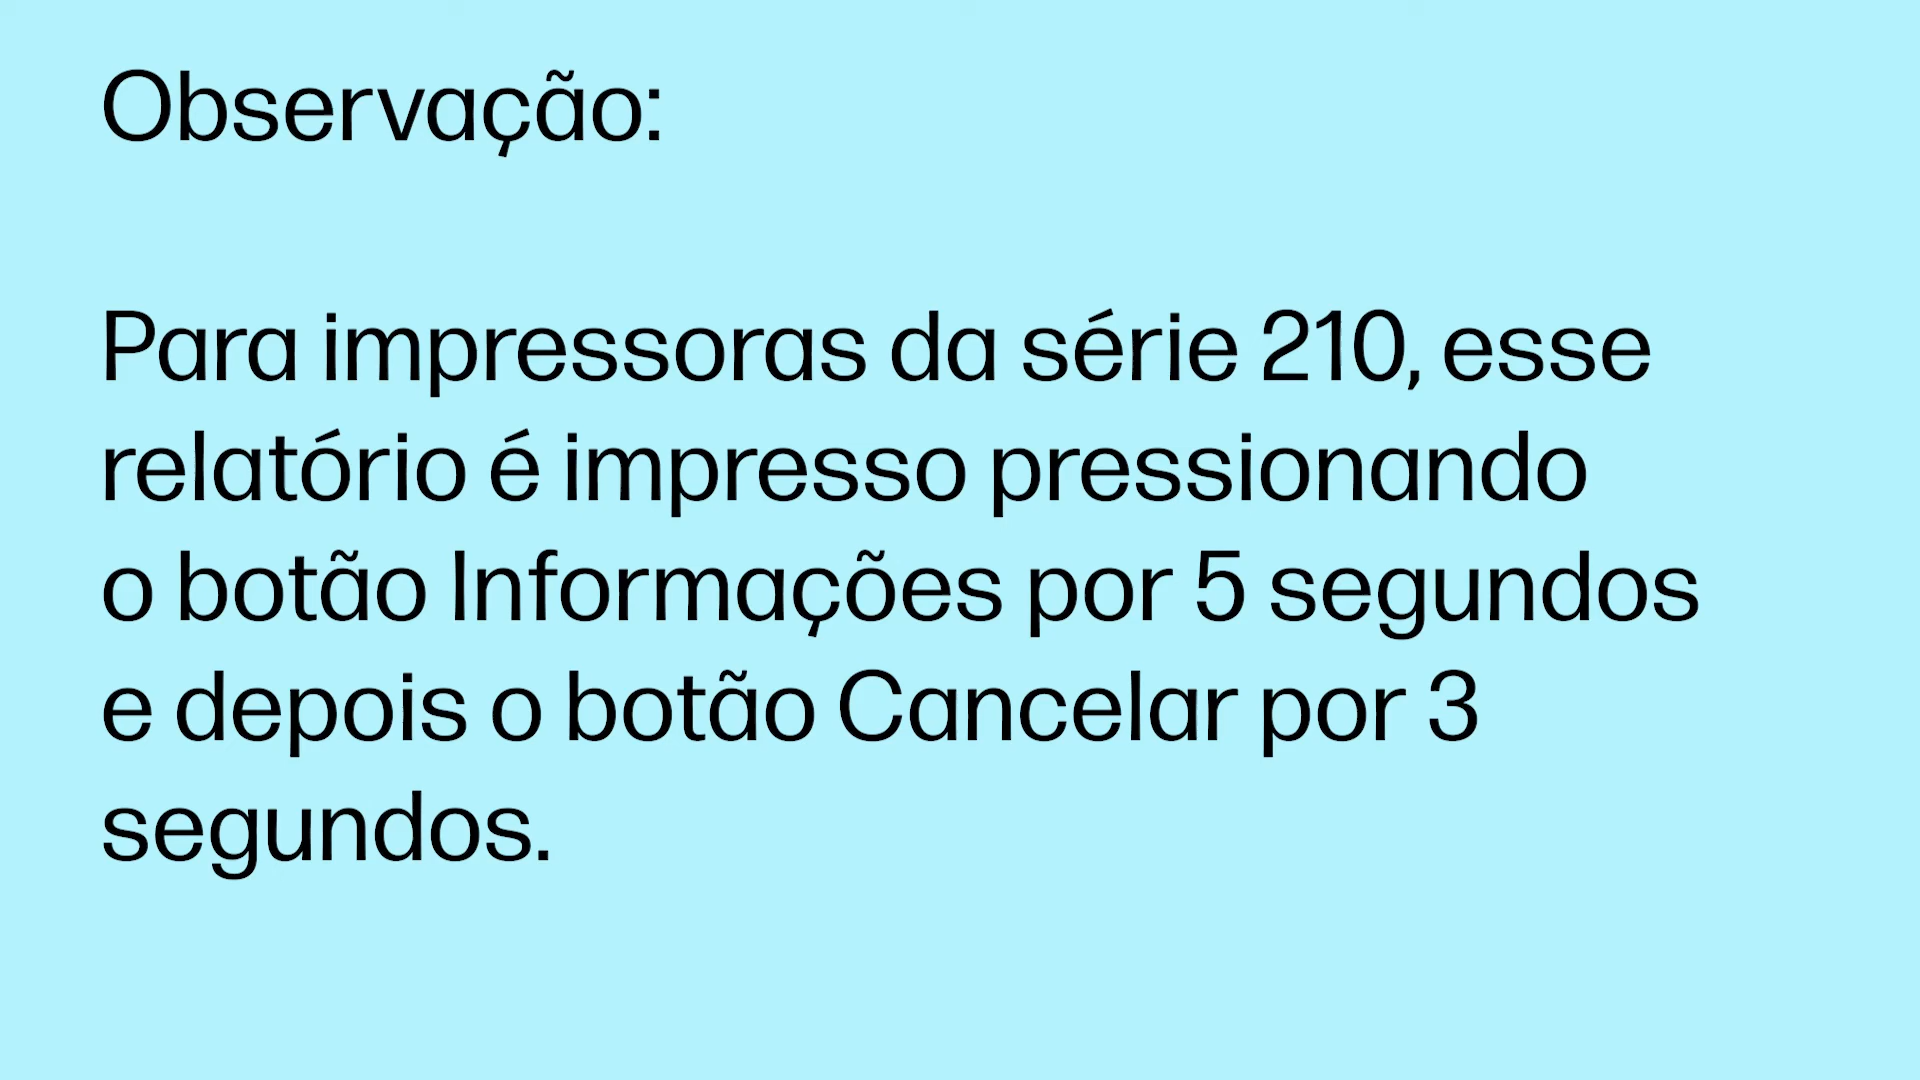 Observação:
Para impressoras da série 210, esse
relatório é impresso pressionando
o botão Informações por 5 segundos
e depois o botão Cancelar por 3
segundos.